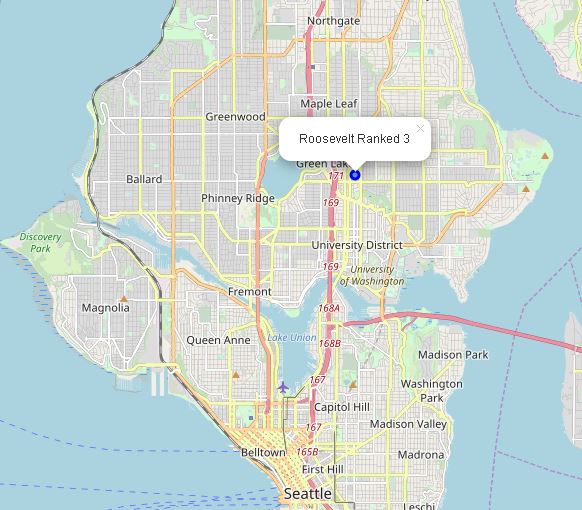 Northgate
Maple Leaf
Greenwood
×
Roosevelt Ranked 3
Green Lak
171
Ballard
Phinney Ridge
169
Discovery
Park
University District
169
University
of Washington
Fremont
Magnolia
168A
Lake Union
Queen Anne
168B
Madison Park
167
Washington
Park
Capitol Hill
167
Madison Valley
Belltown
165B
Madrona
First Hill
Seattle
Leschi